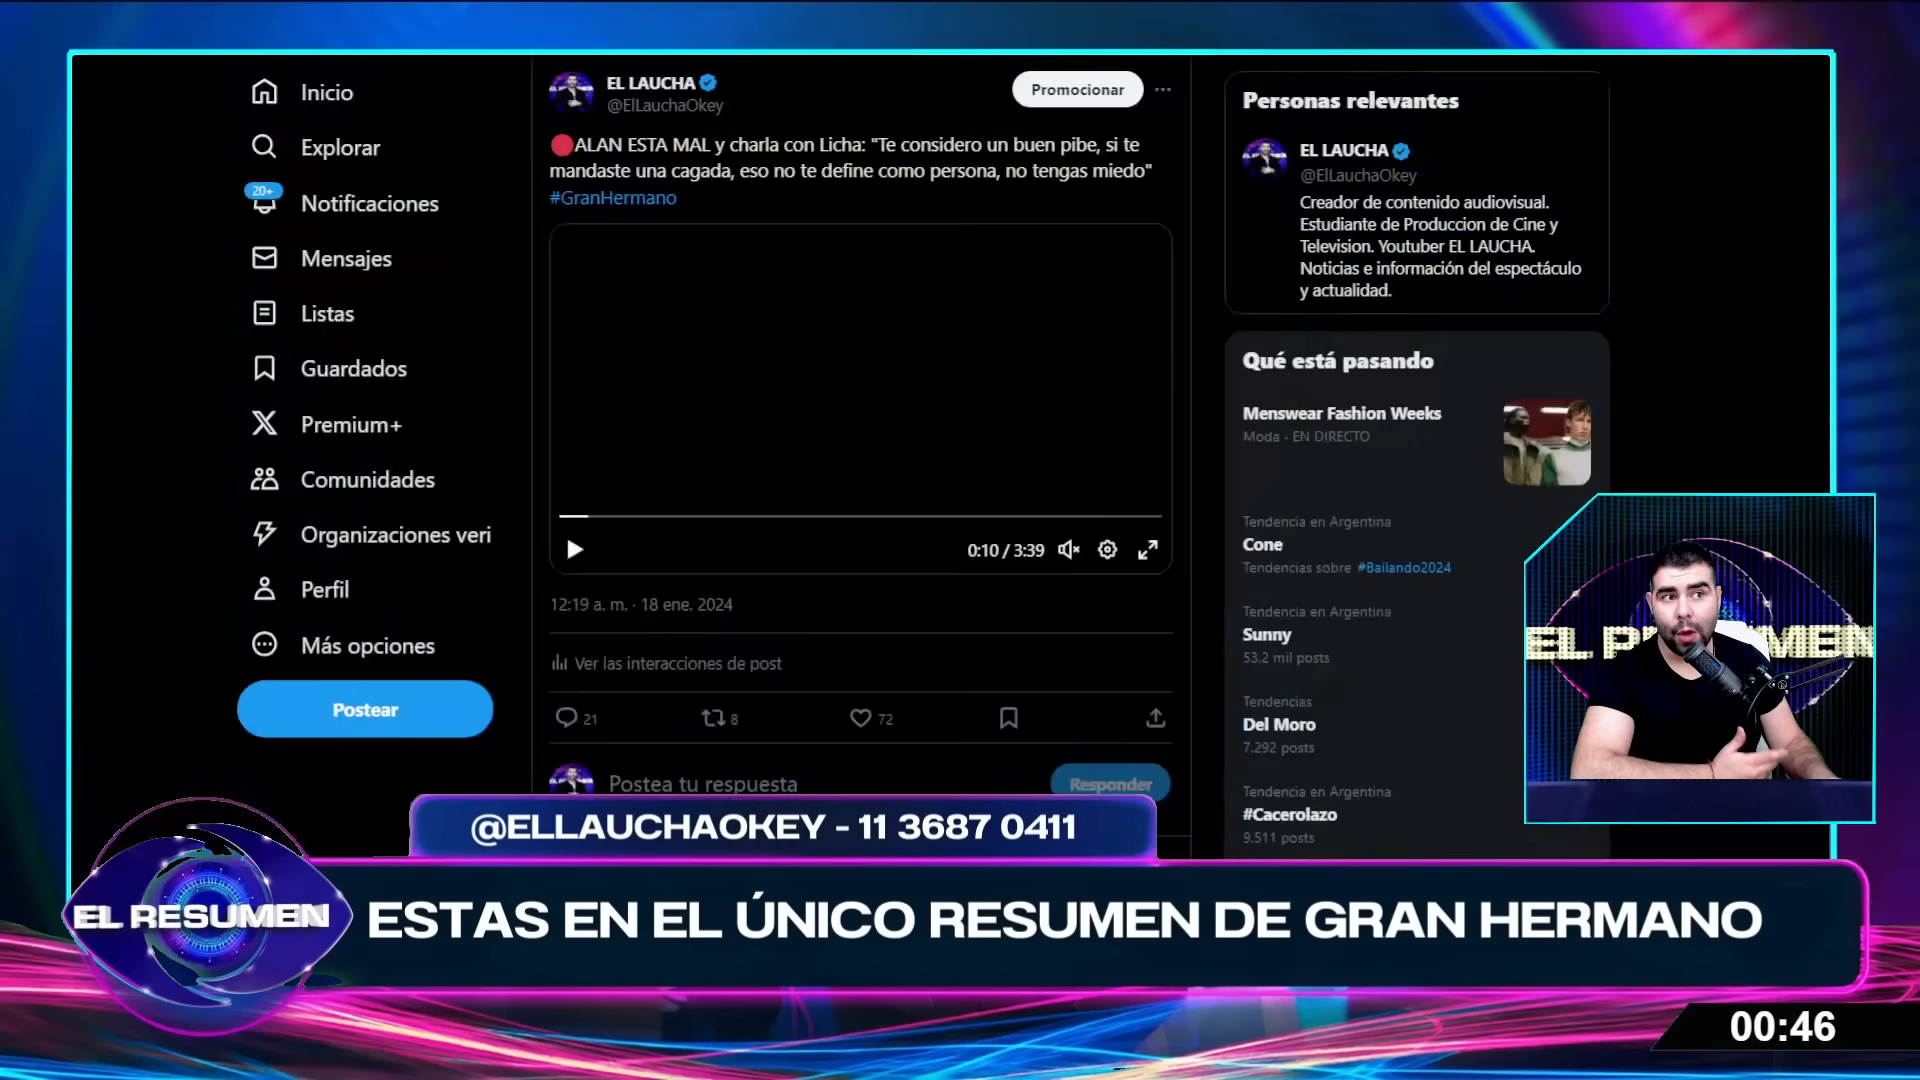 Inicio
Explorar
20+
Notificaciones
Mensajes
Listas
Guardados
Premium+
Comunidades
Organizaciones veri
Perfil
Más opciones
Postear
EL LAUCHA
@ElLauchaOkey
Promocionar
ALAN ESTA MAL y charla con Licha: "Te considero un buen pibe, si te
mandaste una cagada, eso no te define como persona, no tengas miedo"
#GranHermano
0:10 / 3:39
12:19 a. m. · 18 ene. 2024
Ver las interacciones de post
21
8
72
Postea tu respuesta
Responder
Personas relevantes
EL LAUCHA
@ElLauchaOkey
Creador de contenido audiovisual.
Estudiante de Produccion de Cine y
Television. Youtuber EL LAUCHA.
Noticias e información del espectáculo
y actualidad.
Qué está pasando
Menswear Fashion Weeks
Moda · EN DIRECTO
Tendencia en Argentina
Cone
Tendencias sobre #Bailando2024
Tendencia en Argentina
Sunny
53,2 mil posts
Tendencias
Del Moro
7.292 posts
Tendencia en Argentina
#Cacerolazo
9.511 posts
@ELLAUCHAOKEY - 11 3687 0411
EL RESUMEN
ESTAS EN EL ÚNICO RESUMEN DE GRAN HERMANO
00:46